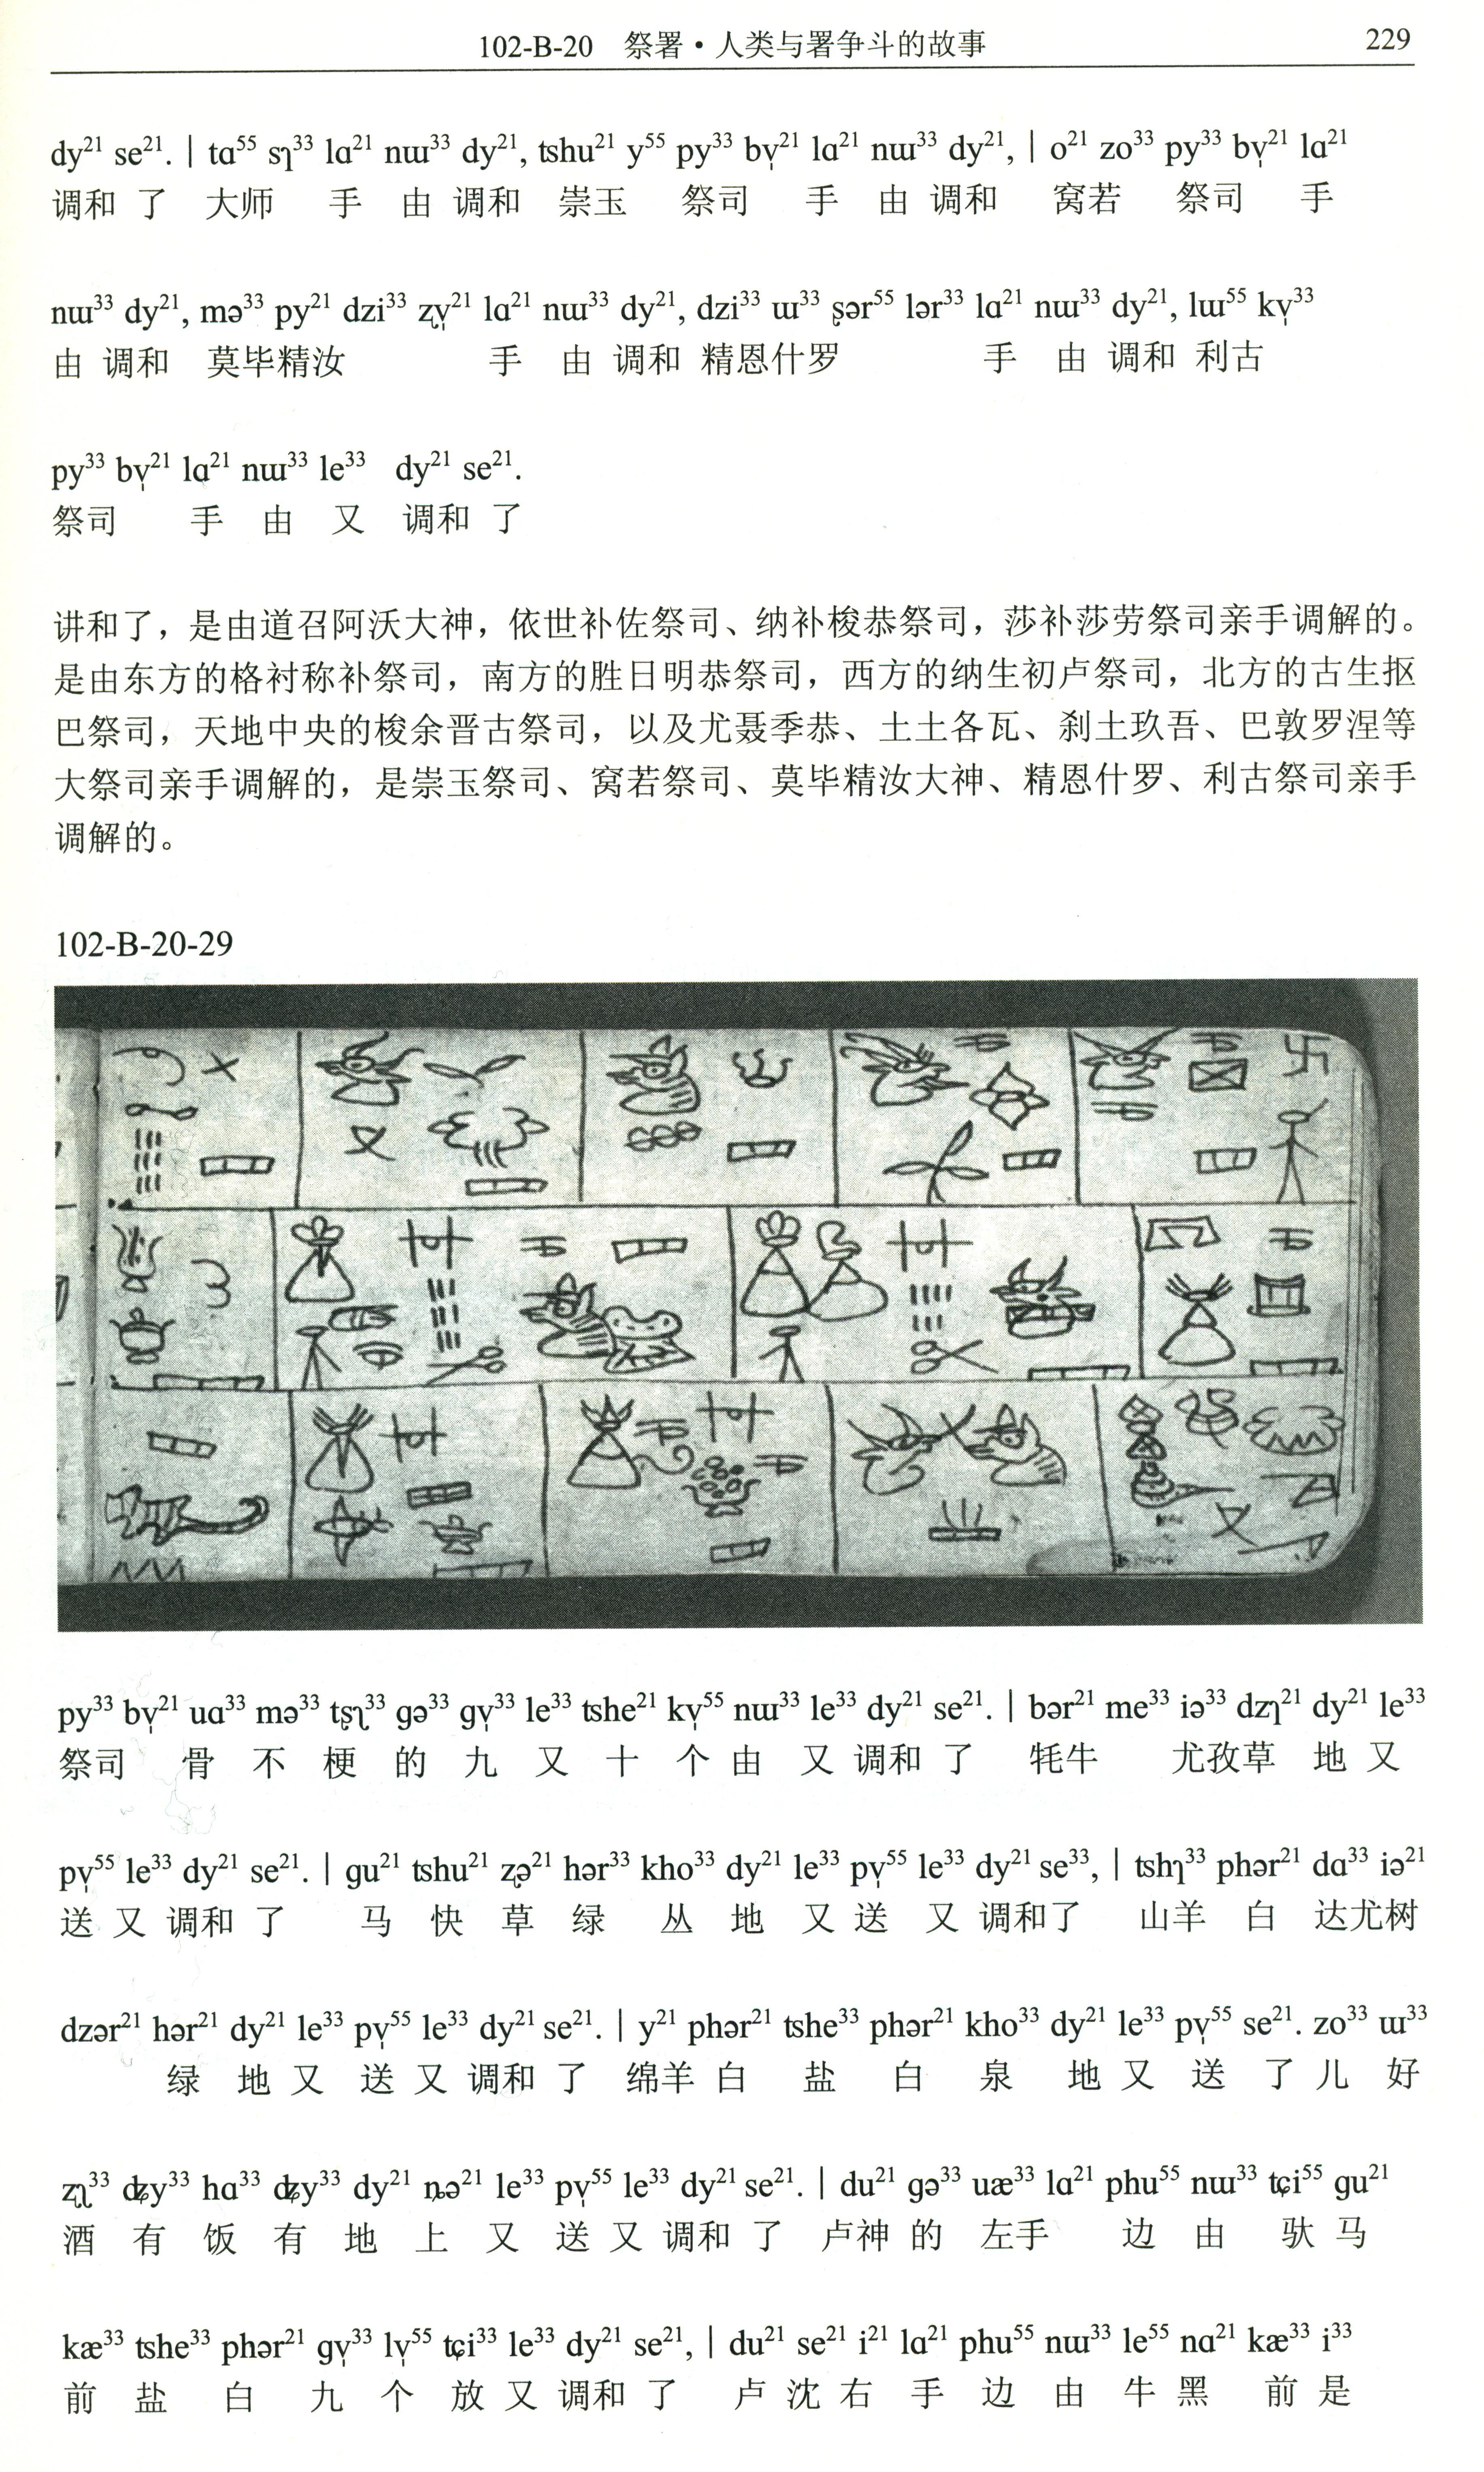 102-B-20 祭署·人类与署争斗的故事 229
dy²¹ se²¹. | tɑ⁵⁵ sɿ³³ lɑ²¹ nɯ³³ dy²¹, tshu²¹ y⁵⁵ py³³ bv̩²¹ lɑ²¹ nɯ³³ dy²¹, | o²¹ zo³³ py³³ bv̩²¹ lɑ²¹
调和 了 大师 手 由 调和 崇玉 祭司 手 由 调和 窝若 祭司 手
nɯ³³ dy²¹, mə³³ py²¹ dzi³³ ʐv̩²¹ lɑ²¹ nɯ³³ dy²¹, dzi³³ ɯ³³ ʂər⁵⁵ lər³³ lɑ²¹ nɯ³³ dy²¹, lɯ⁵⁵ kv̩³³
由 调和 莫毕精汝 手 由 调和 精恩什罗 手 由 调和 利古
py³³ bv̩²¹ lɑ²¹ nɯ³³ le³³ dy²¹ se²¹.
祭司 手 由 又 调和 了
讲和了，是由道召阿沃大神，依世补佐祭司、纳补梭恭祭司，莎补莎劳祭司亲手调解的。
是由东方的格衬称补祭司，南方的胜日明恭祭司，西方的纳生初卢祭司，北方的古生抠
巴祭司，天地中央的梭余晋古祭司，以及尤聂季恭、土土各瓦、刹土玖吾、巴敦罗涅等
大祭司亲手调解的，是崇玉祭司、窝若祭司、莫毕精汝大神、精恩什罗、利古祭司亲手
调解的。
102-B-20-29
py³³ bv̩²¹ uɑ³³ mə³³ tʂʅ³³ gə³³ gv̩³³ le³³ tshe²¹ kv̩⁵⁵ nɯ³³ le³³ dy²¹ se²¹. | bər²¹ me³³ iə³³ dzɿ²¹ dy²¹ le³³
祭司 骨 不 梗 的 九 又 十 个 由 又 调和 了 牦牛 尤孜草 地 又
pv̩⁵⁵ le³³ dy²¹ se²¹. | gu²¹ tshu²¹ ʐə²¹ hər³³ kho³³ dy²¹ le³³ pv̩⁵⁵ le³³ dy²¹ se³³, | tshɿ³³ phər²¹ dɑ³³ iə²¹
送 又 调和 了 马 快 草 绿 丛 地 又 送 又 调和了 山羊 白 达尤树
dzər²¹ hər²¹ dy²¹ le³³ pv̩⁵⁵ le³³ dy²¹ se²¹. | y²¹ phər²¹ tshe³³ phər²¹ kho³³ dy²¹ le³³ pv̩⁵⁵ se²¹. zo³³ ɯ³³
绿 地 又 送 又 调和 了 绵羊 白 盐 白 泉 地 又 送 了 儿 好
ʐʅ³³ ʥy³³ hɑ³³ ʥy³³ dy²¹ ȵə²¹ le³³ pv̩⁵⁵ le³³ dy²¹ se²¹. | du²¹ gə³³ uæ³³ lɑ²¹ phu⁵⁵ nɯ³³ tɕi⁵⁵ gu²¹
酒 有 饭 有 地 上 又 送 又 调和 了 卢神 的 左手 边 由 驮 马
kæ³³ tshe³³ phər²¹ gv̩³³ lv̩⁵⁵ tɕi³³ le³³ dy²¹ se²¹, | du²¹ se²¹ i²¹ lɑ²¹ phu⁵⁵ nɯ³³ le⁵⁵ nɑ²¹ kæ³³ i³³
前 盐 白 九 个 放 又 调和 了 卢 沈 右 手 边 由 牛 黑 前 是